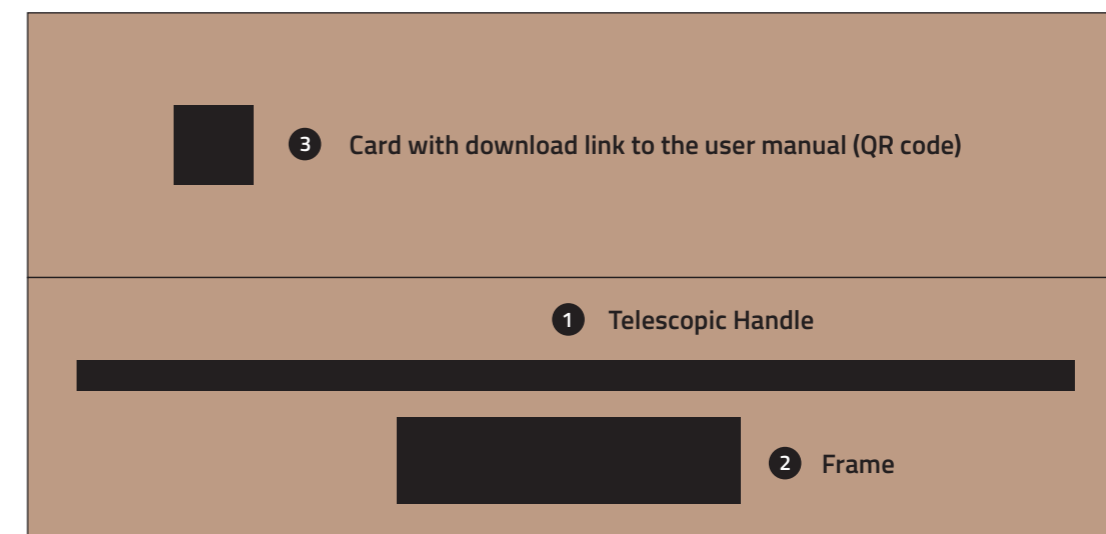 3 Card with download link to the user manual (QR code)
1 Telescopic Handle
2 Frame